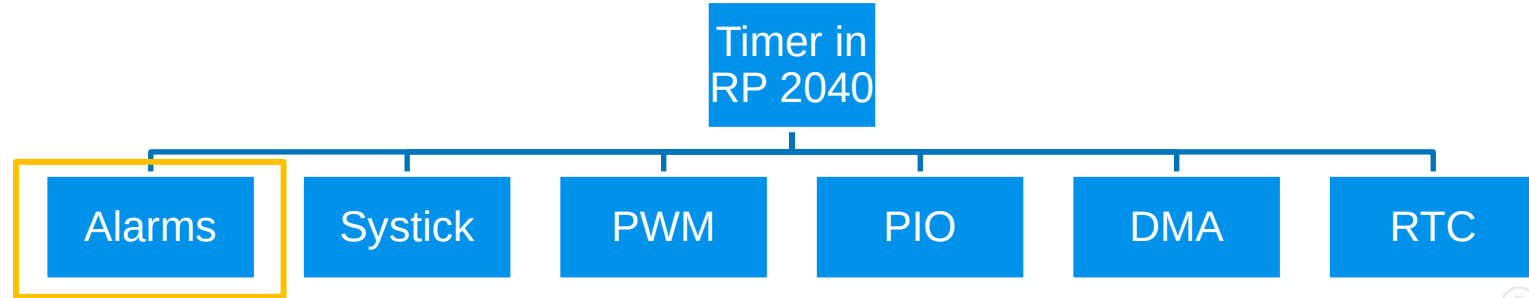 Timer in
RP 2040
Alarms
Systick
PWM
PIO
DMA
RTC